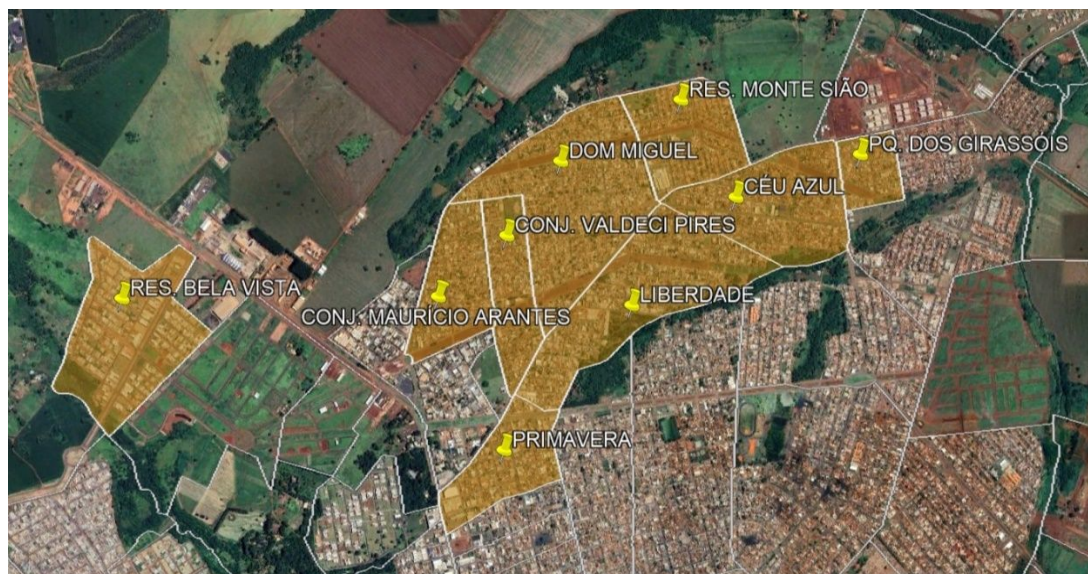 RES. MONTE SIÃO
DOM MIGUEL
PQ. DOS GIRASSOIS
CÉU AZUL
CONJ. VALDECI PIRES
RES. BELA VISTA
LIBERDADE
CONJ. MAURÍCIO ARANTES
PRIMAVERA